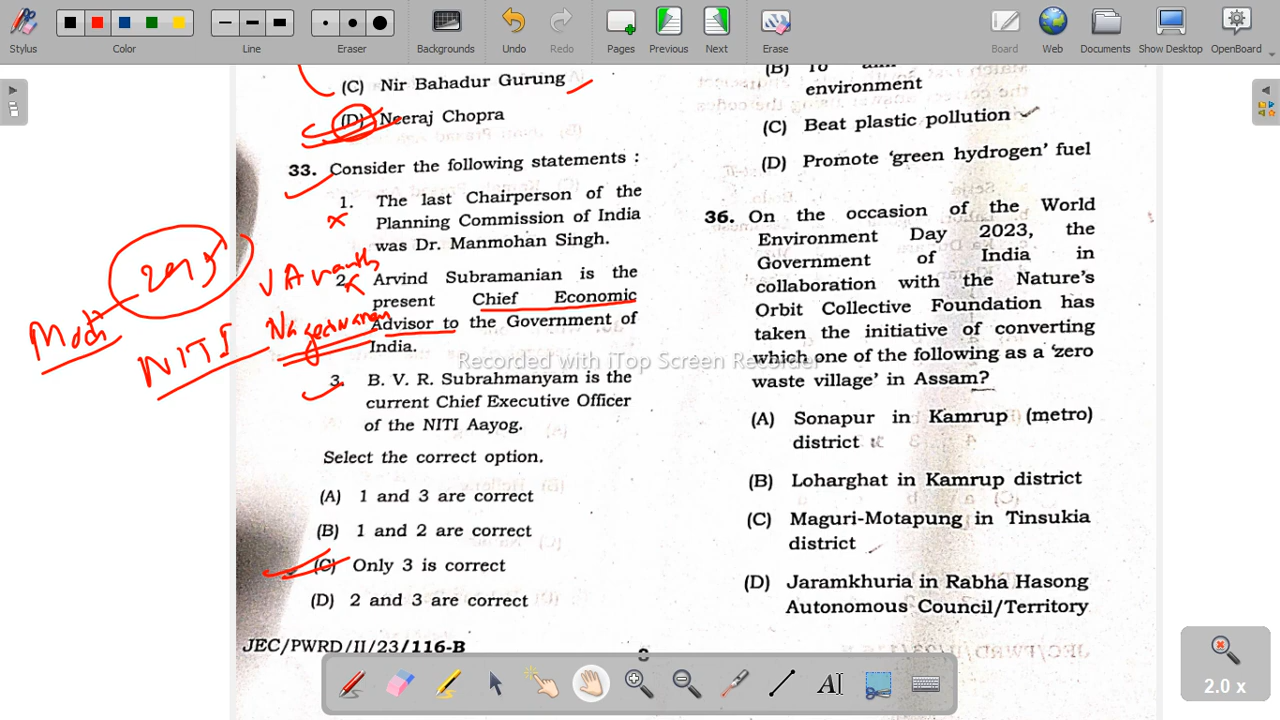 Stylus
Color
Line
Eraser
Backgrounds
Undo
Redo
Pages
Previous
Next
Erase
Board
Web
Documents
Show Desktop
OpenBoard
(C) Nir Bahadur Gurung
(D) Neeraj Chopra
33. Consider the following statements :
1. The last Chairperson of the
Planning Commission of India
was Dr. Manmohan Singh.
2. Arvind Subramanian is the
present Chief Economic
Advisor to the Government of
India.
3. B. V. R. Subrahmanyam is the
current Chief Executive Officer
of the NITI Aayog.
Select the correct option.
(A) 1 and 3 are correct
(B) 1 and 2 are correct
(C) Only 3 is correct
(D) 2 and 3 are correct
JEC/PWRD/II/23/116-B
2015
NITI
(B) To
environment
(C) Beat plastic pollution
(D) Promote 'green hydrogen' fuel
36. On the occasion of the World
Environment Day 2023, the
Government of India in
collaboration with the Nature's
Orbit Collective Foundation has
taken the initiative of converting
which one of the following as a 'zero
waste village' in Assam?
(A) Sonapur in Kamrup (metro)
district
(B) Loharghat in Kamrup district
(C) Maguri-Motapung in Tinsukia
district
(D) Jaramkhuria in Rabha Hasong
Autonomous Council/Territory
Recorded with iTop Screen Recorder
2.0 x